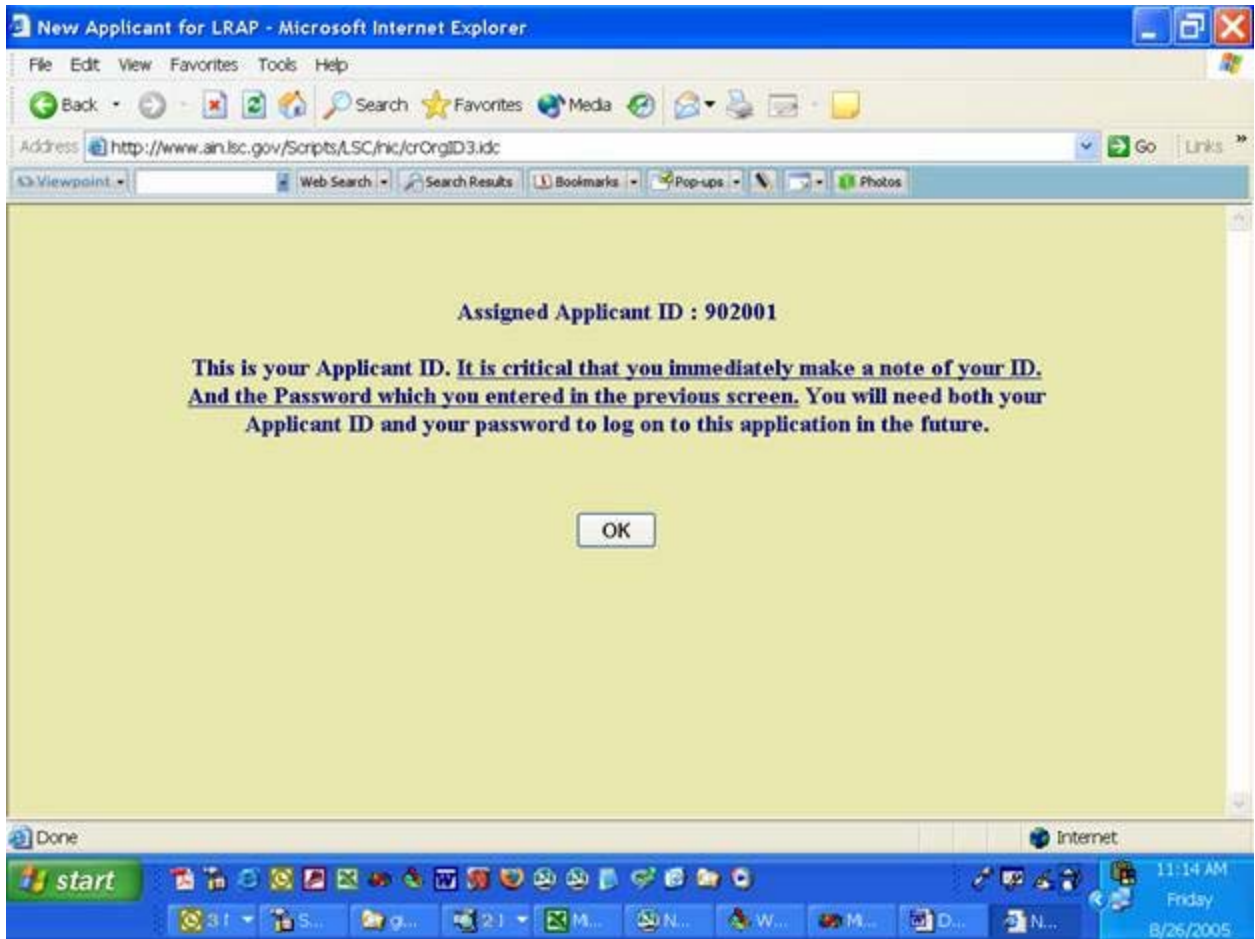 New Applicant for LRAP - Microsoft Internet Explorer
File Edit View Favorites Tools Help
Back Search Favorites Media
Address http://www.ain.lsc.gov/Scripts/LSC/hic/crOrgID3.idc Go Links »
Viewpoint Web Search Search Results Bookmarks Pop-ups Photos
Assigned Applicant ID : 902001
This is your Applicant ID. It is critical that you immediately make a note of your ID.
And the Password which you entered in the previous screen. You will need both your
Applicant ID and your password to log on to this application in the future.
OK
Done Internet
start 11:14 AM
Friday
3 I S... g... 2 I M... N... W... M... D... N... 8/26/2005